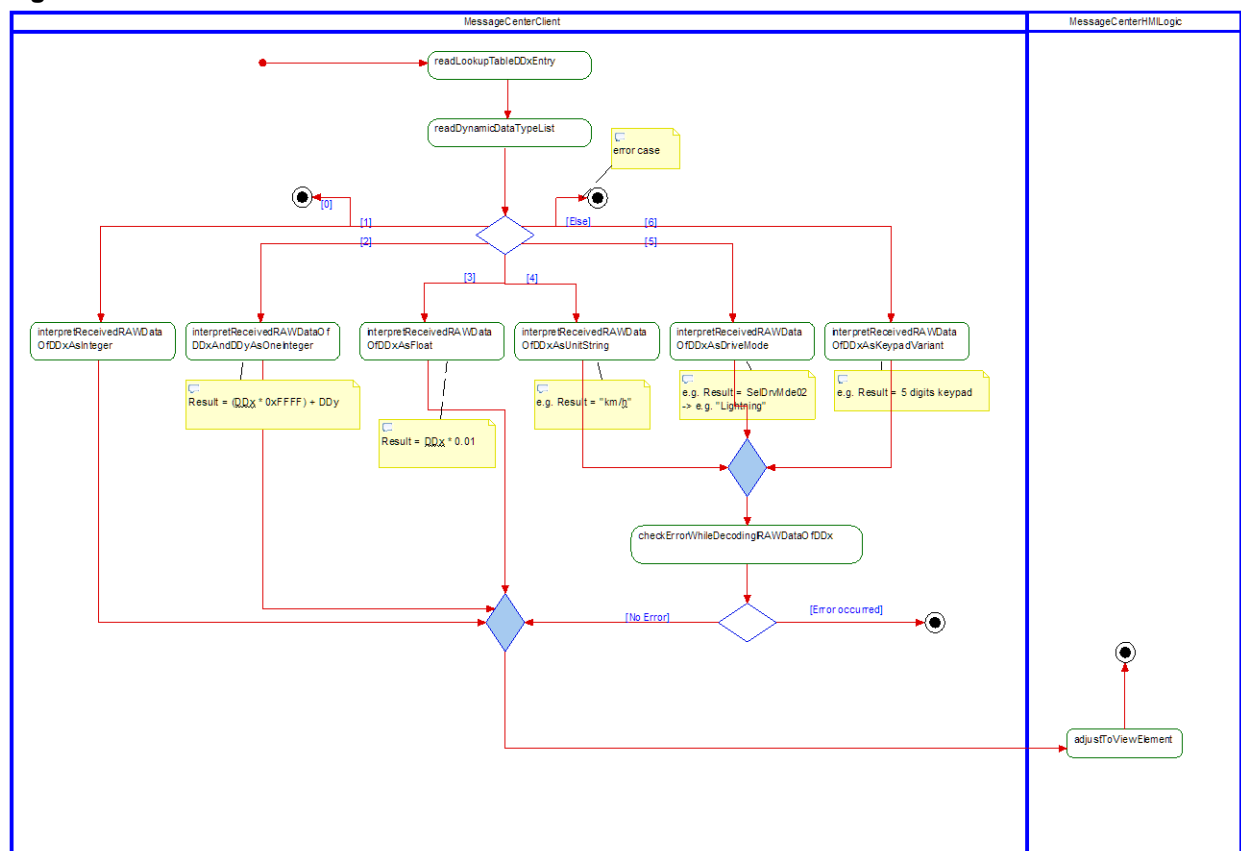 MessageCenterClient
MessageCenterHMILogic
readLookupTableDDxEntry
readDynamicDataTypeList
error case
[0]
[1]
[Else]
[6]
[2]
[5]
[3]
[4]
interpretReceivedRAWData
OfDDxAsInteger
interpretReceivedRAWDataOf
DDxAndDDyAsOneInteger
interpretReceivedRAWData
OfDDxAsFloat
interpretReceivedRAWData
OfDDxAsUnitString
interpretReceivedRAWData
OfDDxAsDriveMode
interpretReceivedRAWData
OfDDxAsKeypadVariant
Result = (DDx * 0xFFFF) + DDy
Result = DDx * 0.01
e.g. Result = "km/h"
e.g. Result = SelDrvMde02
-> e.g. "Lightning"
e.g. Result = 5 digits keypad
checkErrorWhileDecodingRAWDataOfDDx
[No Error]
[Error occurred]
adjustToViewElement